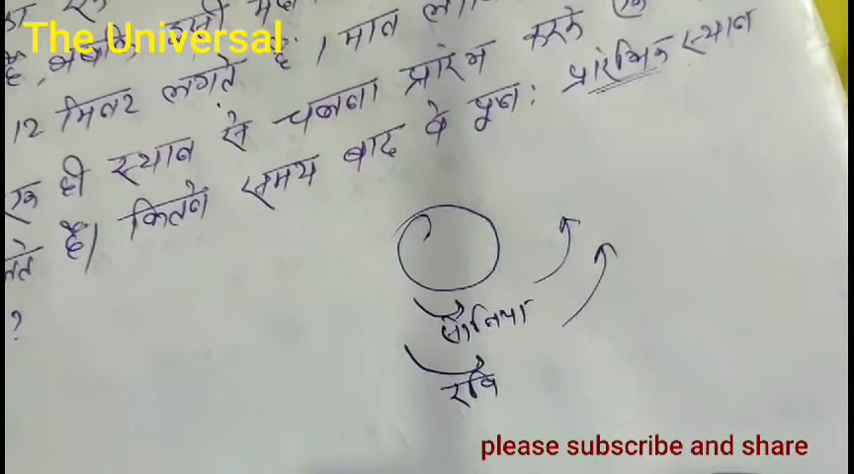 The Universal
12 मिनट लगते है । मान
एक ही स्थान से चलना प्रारंभ करके
है। कितने समय बाद वे पून: प्रारंभिक स्थान
?
सोनिया
रवि
please subscribe and share